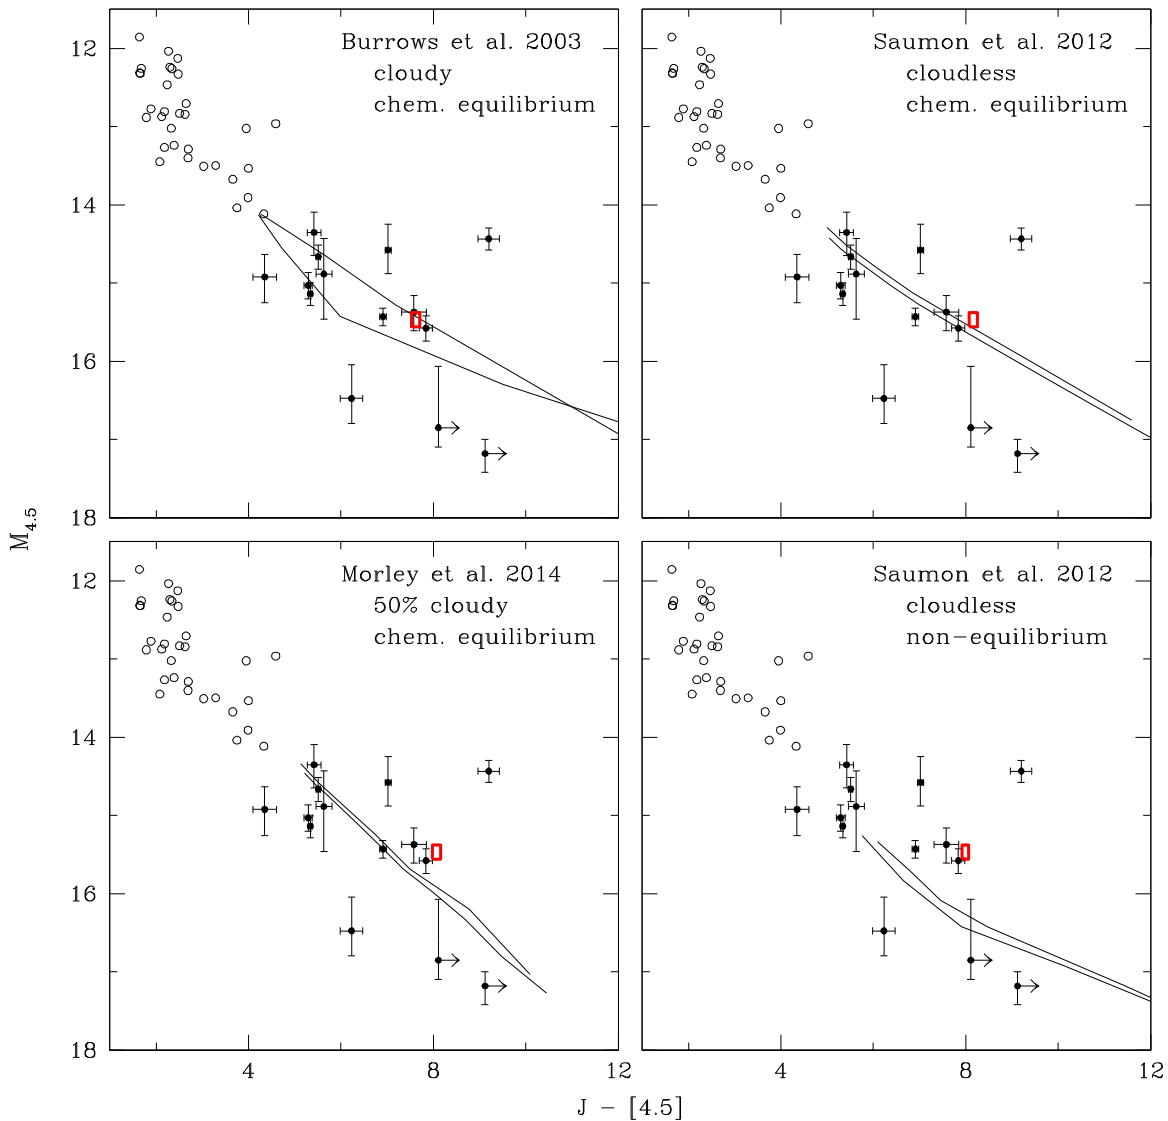 Burrows et al. 2003
cloudy
chem. equilibrium
Saumon et al. 2012
cloudless
chem. equilibrium
12
14
16
18
Morley et al. 2014
50% cloudy
chem. equilibrium
Saumon et al. 2012
cloudless
non-equilibrium
12
14
16
18
4
8
12
4
8
12
M4.5
J - [4.5]